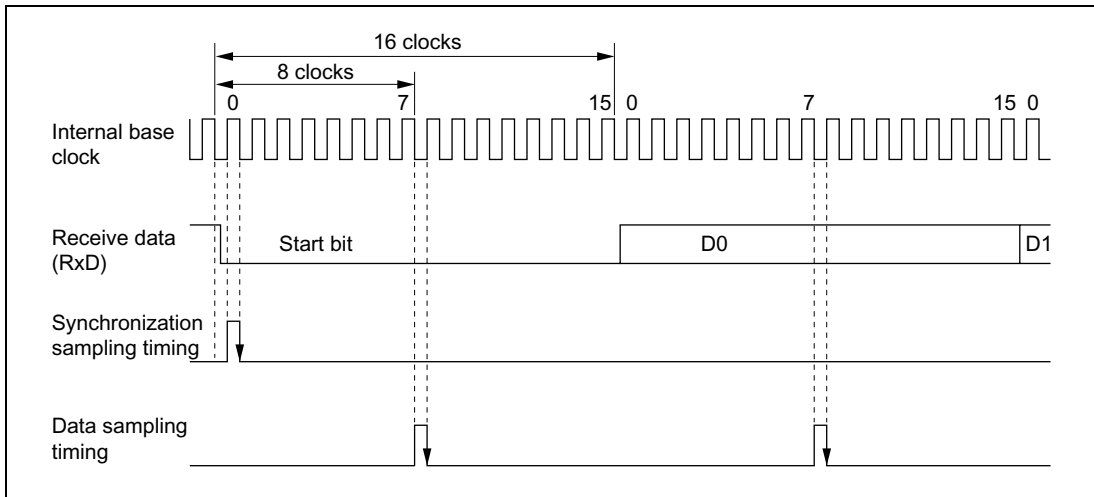 16 clocks
8 clocks
0 7 15 0 7 15 0
Internal base
clock
Receive data
(RxD)
Start bit D0 D1
Synchronization
sampling timing
Data sampling
timing